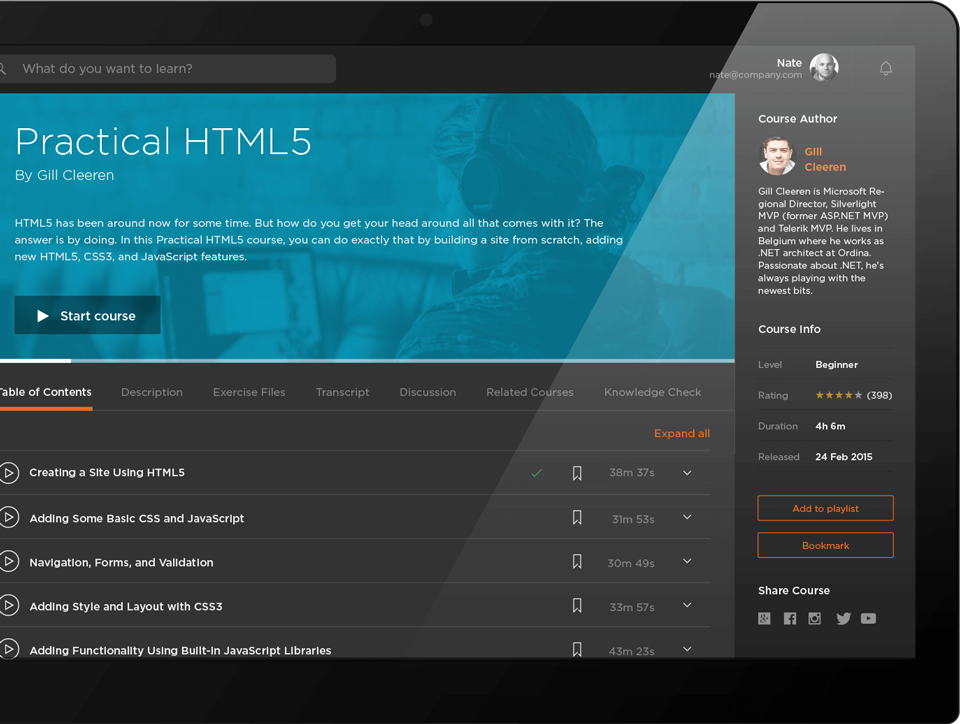 What do you want to learn?
Nate
nate@company.com
Practical HTML5
By Gill Cleeren
HTML5 has been around now for some time. But how do you get your head around all that comes with it? The
answer is by doing. In this Practical HTML5 course, you can do exactly that by building a site from scratch, adding
new HTML5, CSS3, and JavaScript features.
Start course
Table of Contents Description Exercise Files Transcript Discussion Related Courses Knowledge Check
Expand all
Creating a Site Using HTML5 38m 37s
Adding Some Basic CSS and JavaScript 31m 53s
Navigation, Forms, and Validation 30m 49s
Adding Style and Layout with CSS3 33m 57s
Adding Functionality Using Built-in JavaScript Libraries 43m 23s
Course Author
Gill
Cleeren
Gill Cleeren is Microsoft Re-
gional Director, Silverlight
MVP (former ASP.NET MVP)
and Telerik MVP. He lives in
Belgium where he works as
.NET architect at Ordina.
Passionate about .NET, he's
always playing with the
newest bits.
Course Info
Level Beginner
Rating ★★★★★ (398)
Duration 4h 6m
Released 24 Feb 2015
Add to playlist
Bookmark
Share Course